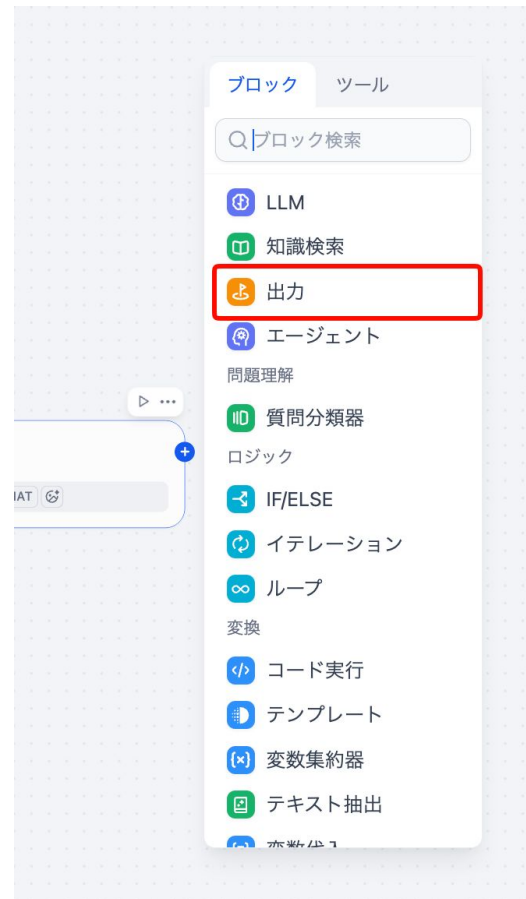 ブロック ツール
ブロック検索
LLM
知識検索
出力
エージェント
問題理解
質問分類器
ロジック
HAT
IF/ELSE
イテレーション
ループ
変換
コード実行
テンプレート
変数集約器
テキスト抽出